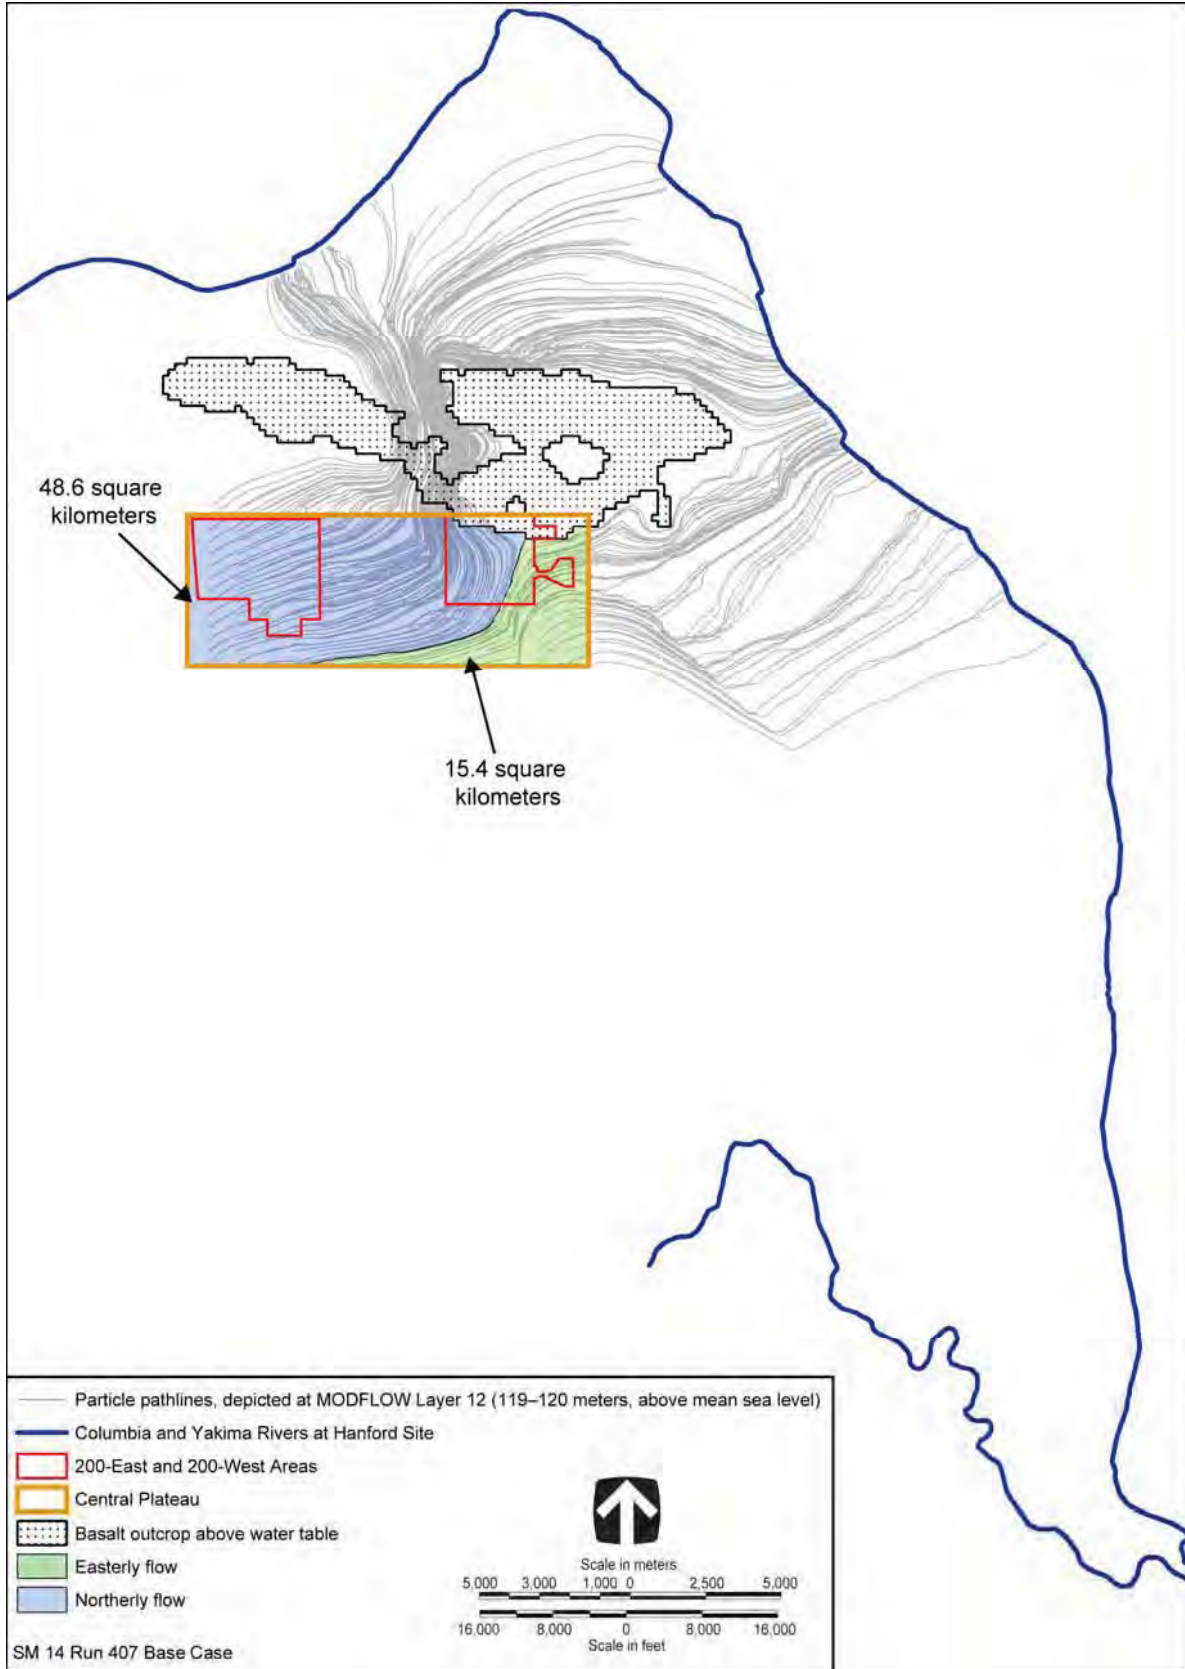 48.6 square
kilometers
15.4 square
kilometers
Particle pathlines, depicted at MODFLOW Layer 12 (119–120 meters, above mean sea level)
Columbia and Yakima Rivers at Hanford Site
200-East and 200-West Areas
Central Plateau
Basalt outcrop above water table
Easterly flow
Northerly flow
SM 14 Run 407 Base Case
Scale in meters
5,000 3,000 1,000 0 2,500 5,000
16,000 8,000 0 8,000 16,000
Scale in feet